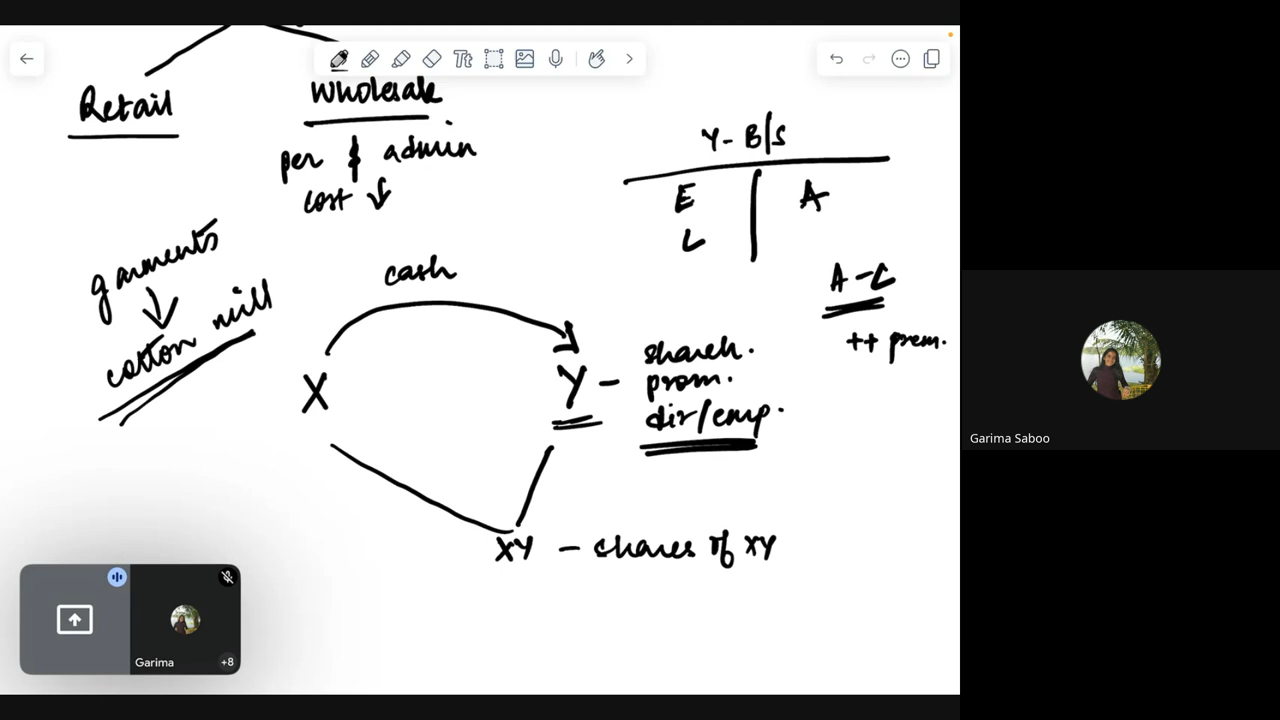 Retail
Wholesale
per & admin
cost ↓
Y - B/S
E
A
L
A - L
++ prem.
garments
↓
cotton mill
cash
X
Y - shareh.
prom.
dir/emp.
XY - shares of XY
Tt
Garima
+8
Garima Saboo